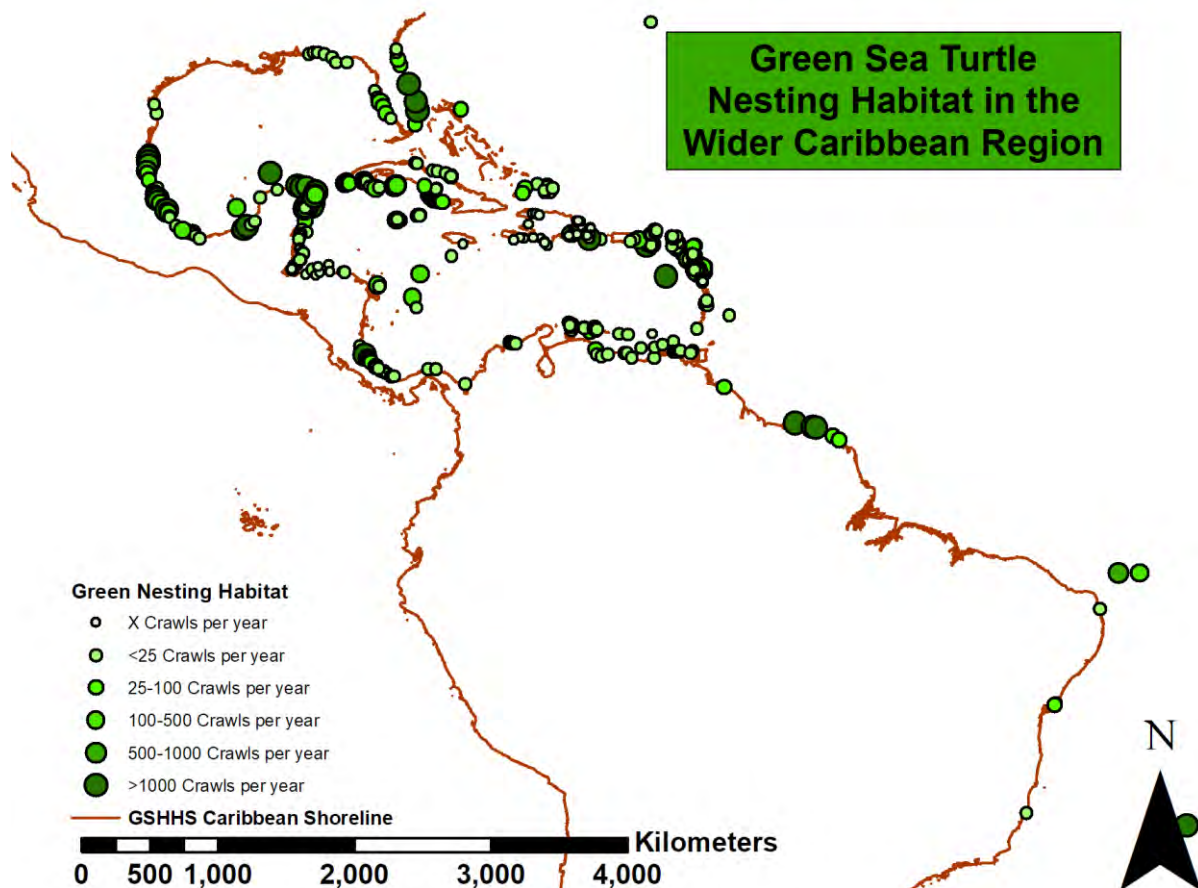 Green Sea Turtle
Nesting Habitat in the
Wider Caribbean Region
Green Nesting Habitat
X Crawls per year
<25 Crawls per year
25-100 Crawls per year
100-500 Crawls per year
500-1000 Crawls per year
>1000 Crawls per year
GSHHS Caribbean Shoreline
Kilometers
0 500 1,000 2,000 3,000 4,000
N